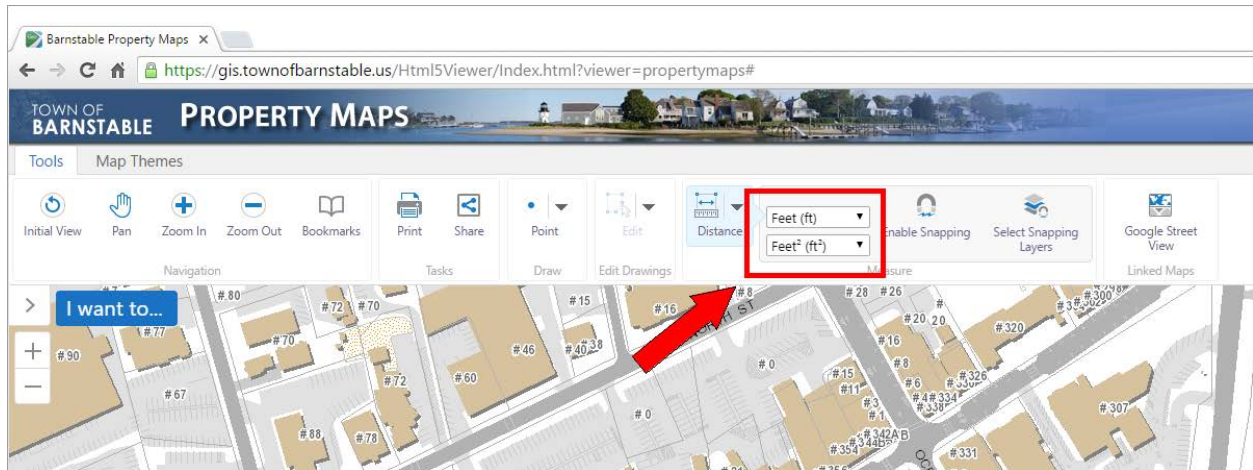 Barnstable Property Maps
https://gis.townofbarnstable.us/Html5Viewer/Index.html?viewer=propertymaps#
TOWN OF
BARNSTABLE
PROPERTY MAPS
Tools Map Themes
Initial View Pan Zoom In Zoom Out Bookmarks
Navigation
Print Share
Tasks
Point
Draw
Edit
Edit Drawings
Distance
Feet (ft)
Feet² (ft²)
Enable Snapping
Select Snapping
Layers
Measure
Google Street
View
Linked Maps
I want to...
#80
#72
#70
#15
#16
#8
#28
#26
#300
#77
#70
#20
20
#320
#90
#46
#40
38
#16
#72
#60
#0
#15
#8
#326
#67
#11
#6
#0
#3
#4
#334
#338
#307
#88
#78
#342AB
#354
#331